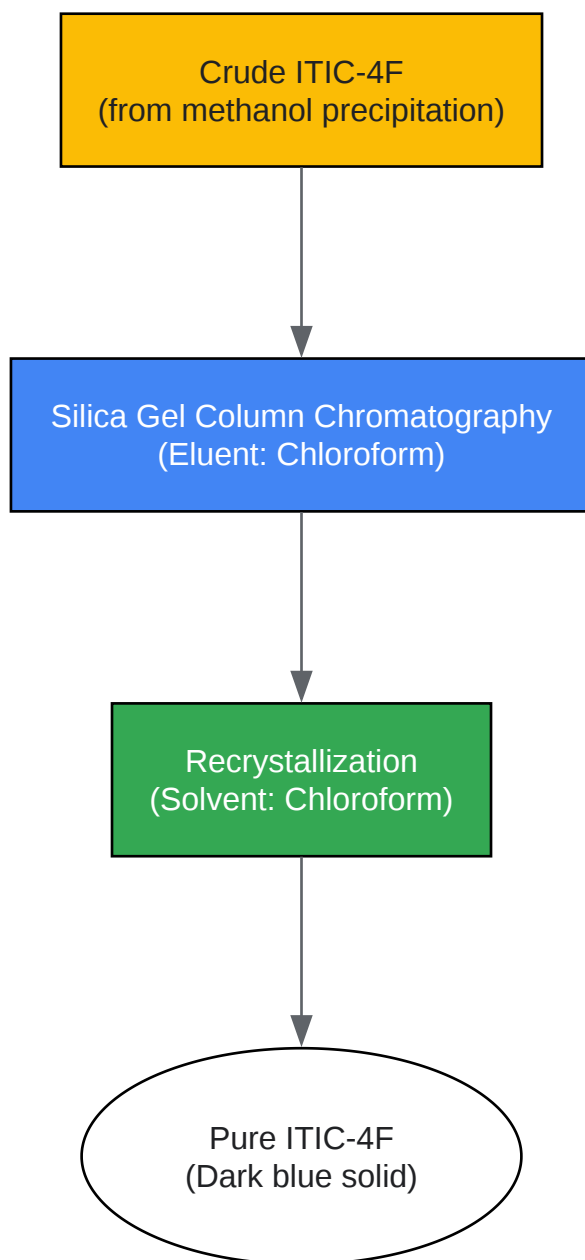 Crude ITIC-4F
(from methanol precipitation)
Silica Gel Column Chromatography
(Eluent: Chloroform)
Recrystallization
(Solvent: Chloroform)
Pure ITIC-4F
(Dark blue solid)